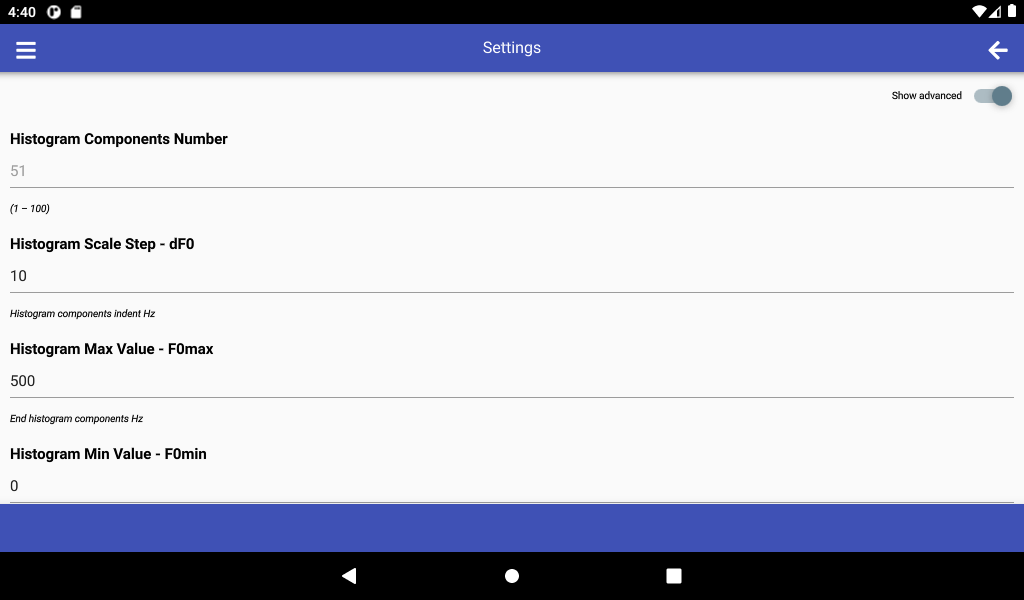 4:40
Settings
Show advanced
Histogram Components Number
51
(1 – 100)
Histogram Scale Step - dF0
10
Histogram components indent Hz
Histogram Max Value - F0max
500
End histogram components Hz
Histogram Min Value - F0min
0